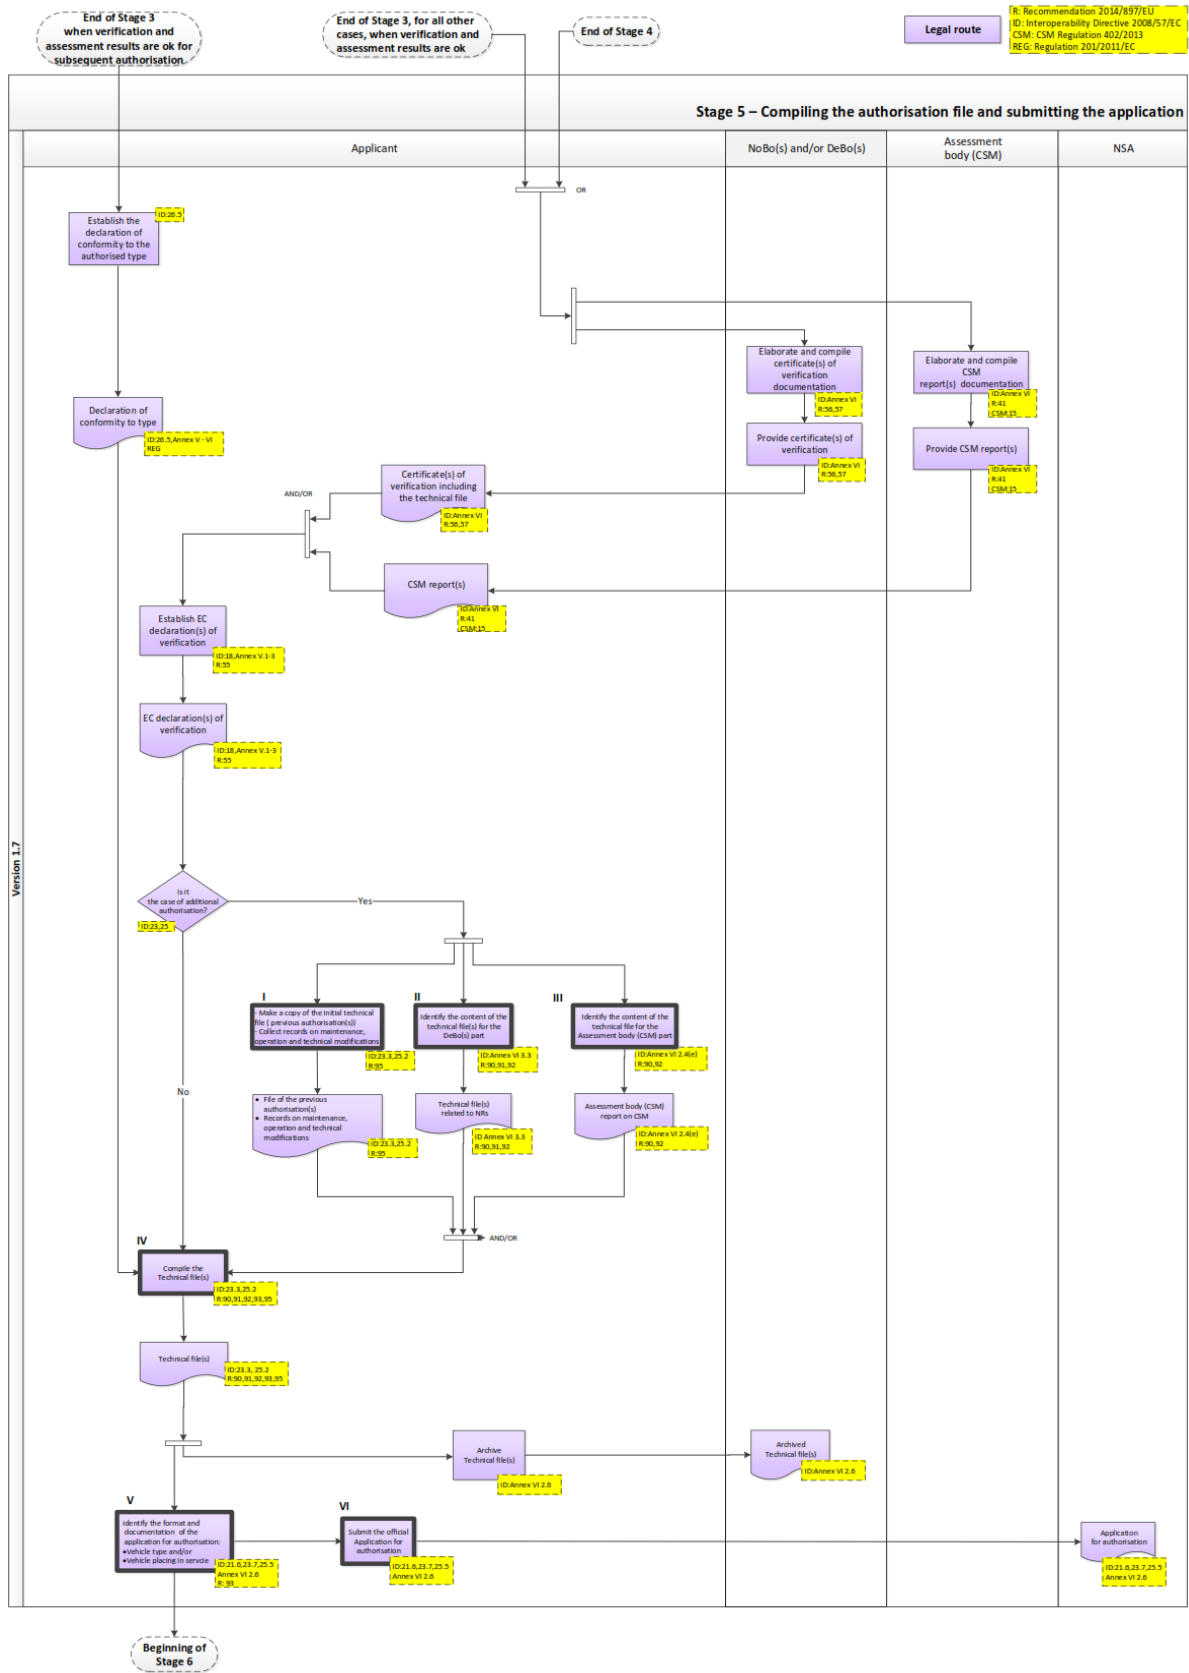 End of Stage 3
when verification and
assessment results are ok for
subsequent authorisation
End of Stage 3, for all other
cases, when verification and
assessment results are ok
End of Stage 4
Legal route
R: Recommendation 2014/897/EU
ID: Interoperability Directive 2008/57/EC
CSM: CSM Regulation 402/2013
REG: Regulation 201/2011/EC
Stage 5 – Compiling the authorisation file and submitting the application
Version 1.7
Applicant
NoBo(s) and/or DeBo(s)
Assessment
body (CSM)
NSA
OR
Establish the
declaration of
conformity to the
authorised type
ID:26.5
Elaborate and compile
certificate(s) of
verification
documentation
ID:Annex VI
R:56,57
Elaborate and compile
CSM
report(s) documentation
ID:Annex VI
R:41
CSM:15
Declaration of
conformity to type
ID:26.5,Annex V - VI
REG
Provide certificate(s) of
verification
ID:Annex VI
R:56,57
Provide CSM report(s)
ID:Annex VI
R:41
CSM:15
AND/OR
Certificate(s) of
verification including
the technical file
ID:Annex VI
R:56,57
CSM report(s)
ID:Annex VI
R:41
CSM:15
Establish EC
declaration(s) of
verification
ID:18,Annex V.1-3
R:55
EC declaration(s) of
verification
ID:18,Annex V.1-3
R:55
Is it
the case of additional
authorisation?
ID:23,25
Yes
No
I
- Make a copy of the initial technical
file ( previous authorisation(s))
- Collect records on maintenance,
operation and technical modifications
ID:23.3,25.2
R:95
II
Identify the content of the
technical file(s) for the
DeBo(s) part
ID:Annex VI 3.3
R:90,91,92
III
Identify the content of the
technical file for the
Assessment body (CSM) part
ID:Annex VI 2.4(e)
R:90,92
• File of the previous
authorisation(s)
• Records on maintenance,
operation and technical
modifications
ID:23.3,25.2
R:95
Technical file(s)
related to NRs
ID Annex VI 3.3
R:90,91,92
Assessment body (CSM)
report on CSM
ID:Annex VI 2.4(e)
R:90,92
AND/OR
IV
Compile the
Technical file(s)
ID:23.3,25.2
R:90,91,92,93,95
Technical file(s)
ID:23.3, 25.2
R:90,91,92,93,95
Archive
Technical file(s)
ID:Annex VI 2.6
Archived
Technical file(s)
ID:Annex VI 2.6
V
Identify the format and
documentation of the
application for authorisation:
•Vehicle type and/or
•Vehicle placing in servcie
ID:21.6,23.7,25.5
Annex VI 2.6
R: 93
VI
Submit the official
Application for
authorisation
ID:21.6,23.7,25.5
Annex VI 2.6
Application
for authorisation
ID:21.6,23.7,25.5
Annex VI 2.6
Beginning of
Stage 6